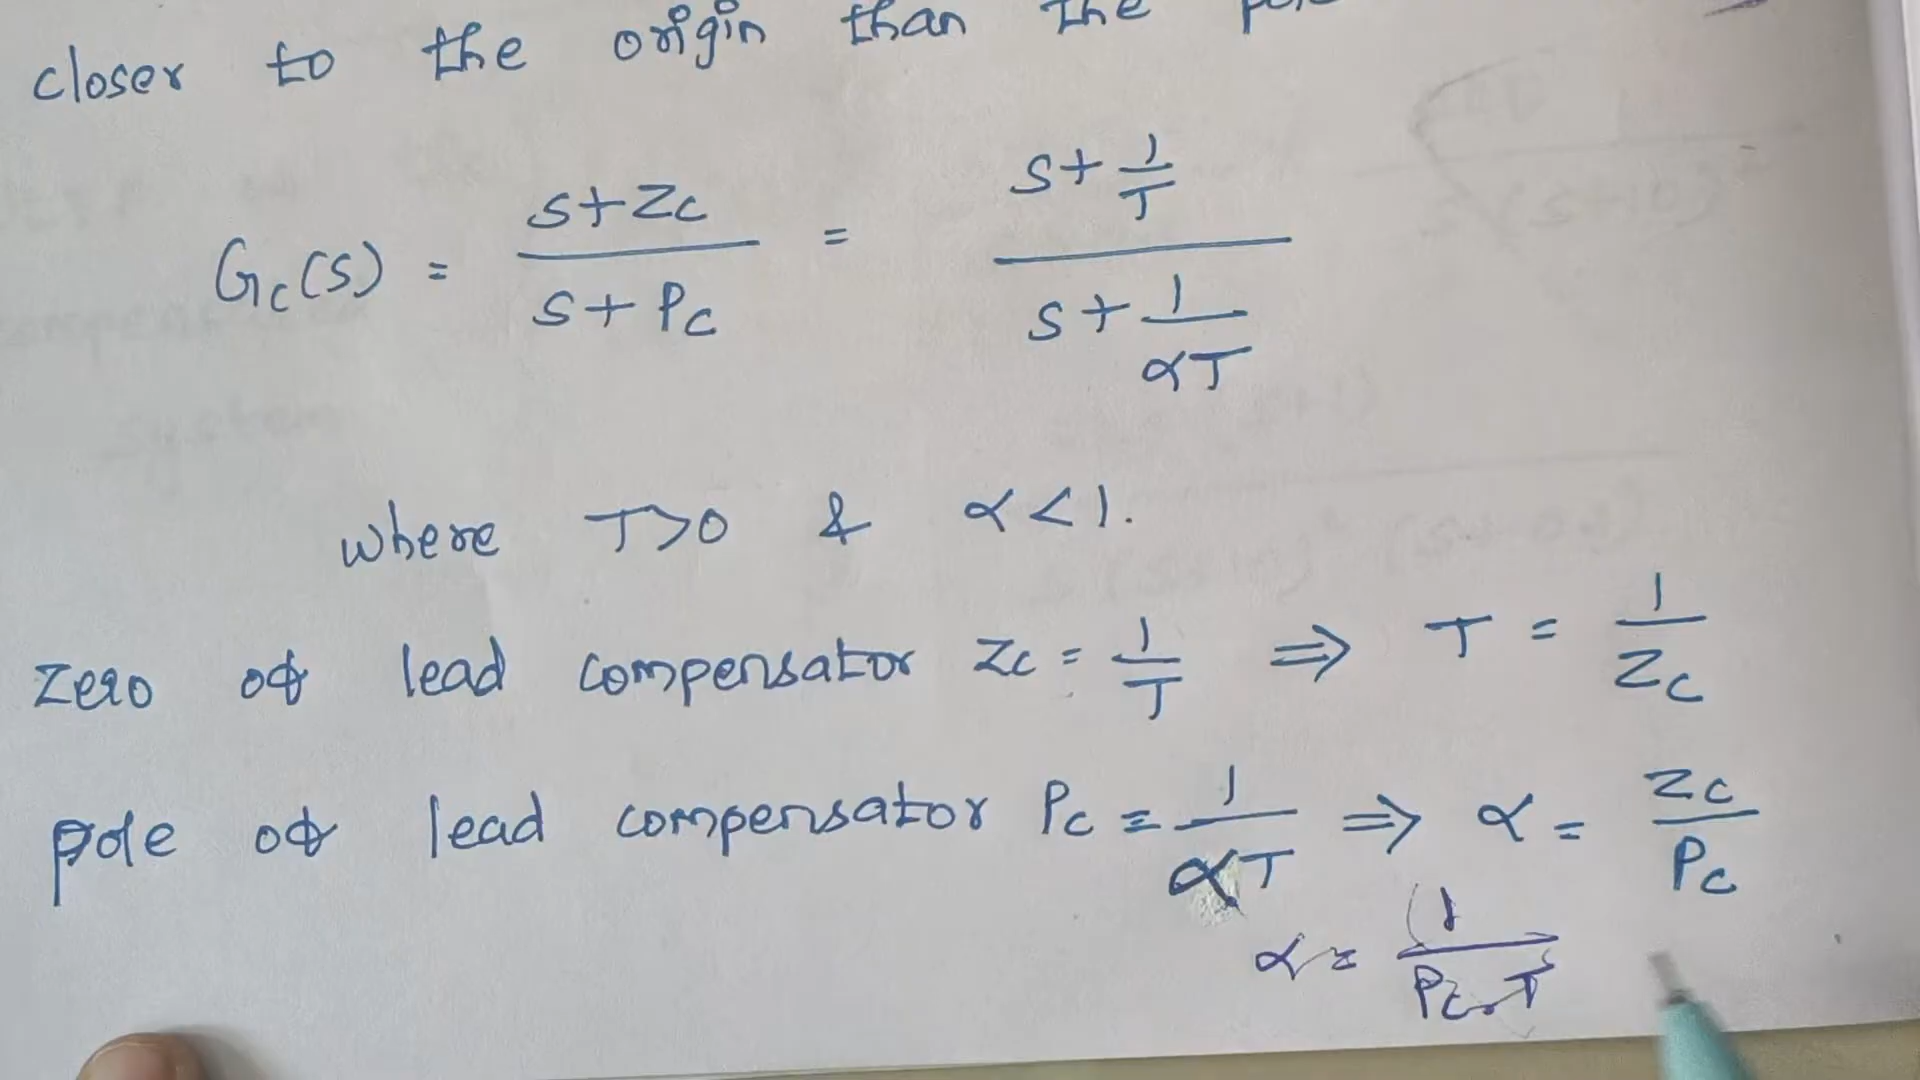 closer to the origin than the
Gc(s) = s+Zc / s+Pc = s+1/T / s+1/αT
where T>0 & α<1.
zero of lead compensator Zc = 1/T ⇒ T = 1/Zc
pole of lead compensator Pc = 1/αT ⇒ α = Zc/Pc
α = 1/Pc.T